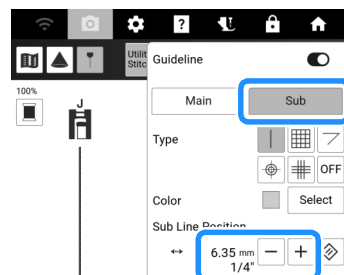 ?
Utilit
Stitc
Guideline
100%
J
Main
Sub
Type
OFF
Color
Select
Sub Line Position
6.35 mm
1/4"